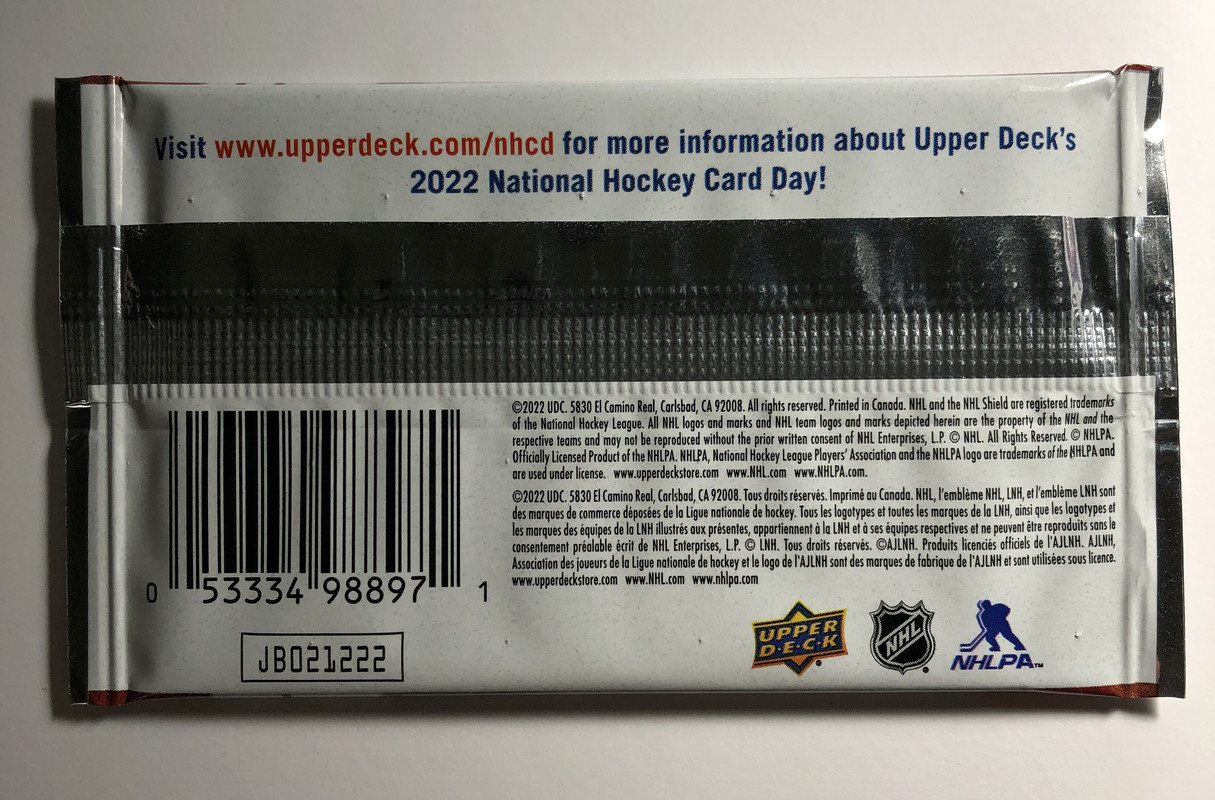 Visit www.upperdeck.com/nhcd for more information about Upper Deck's
2022 National Hockey Card Day!
©2022 UDC. 5830 El Camino Real, Carlsbad, CA 92008. All rights reserved. Printed in Canada. NHL and the NHL Shield are registered trademarks
of the National Hockey League. All NHL logos and marks and NHL team logos and marks depicted herein are the property of the NHL and the
respective teams and may not be reproduced without the prior written consent of NHL Enterprises, L.P. © NHL. All Rights Reserved. © NHLPA.
Officially Licensed Product of the NHLPA. NHLPA, National Hockey League Players' Association and the NHLPA logo are trademarks of the NHLPA and
are used under license. www.upperdeckstore.com www.NHL.com www.NHLPA.com.
©2022 UDC. 5830 El Camino Real, Carlsbad, CA 92008. Tous droits réservés. Imprimé au Canada. NHL, l'emblème NHL, LNH, et l'emblème LNH sont
des marques de commerce déposées de la Ligue nationale de hockey. Tous les logotypes et toutes les marques de la LNH, ainsi que les logotypes et
les marques des équipes de la LNH illustrés aux présentes, appartiennent à la LNH et à ses équipes respectives et ne peuvent être reproduits sans le
consentement préalable écrit de NHL Enterprises, L.P. © LNH. Tous droits réservés. ©AJLNH. Produits licenciés officiels de l'AJLNH. AJLNH,
Association des joueurs de la Ligue nationale de hockey et le logo de l'AJLNH sont des marques de fabrique de l'AJLNH et sont utilisées sous licence.
www.upperdeckstore.com www.NHL.com www.nhlpa.com
0 53334 98897 1
JB021222
UPPER
D·E·C·K
NHL
NHLPA™